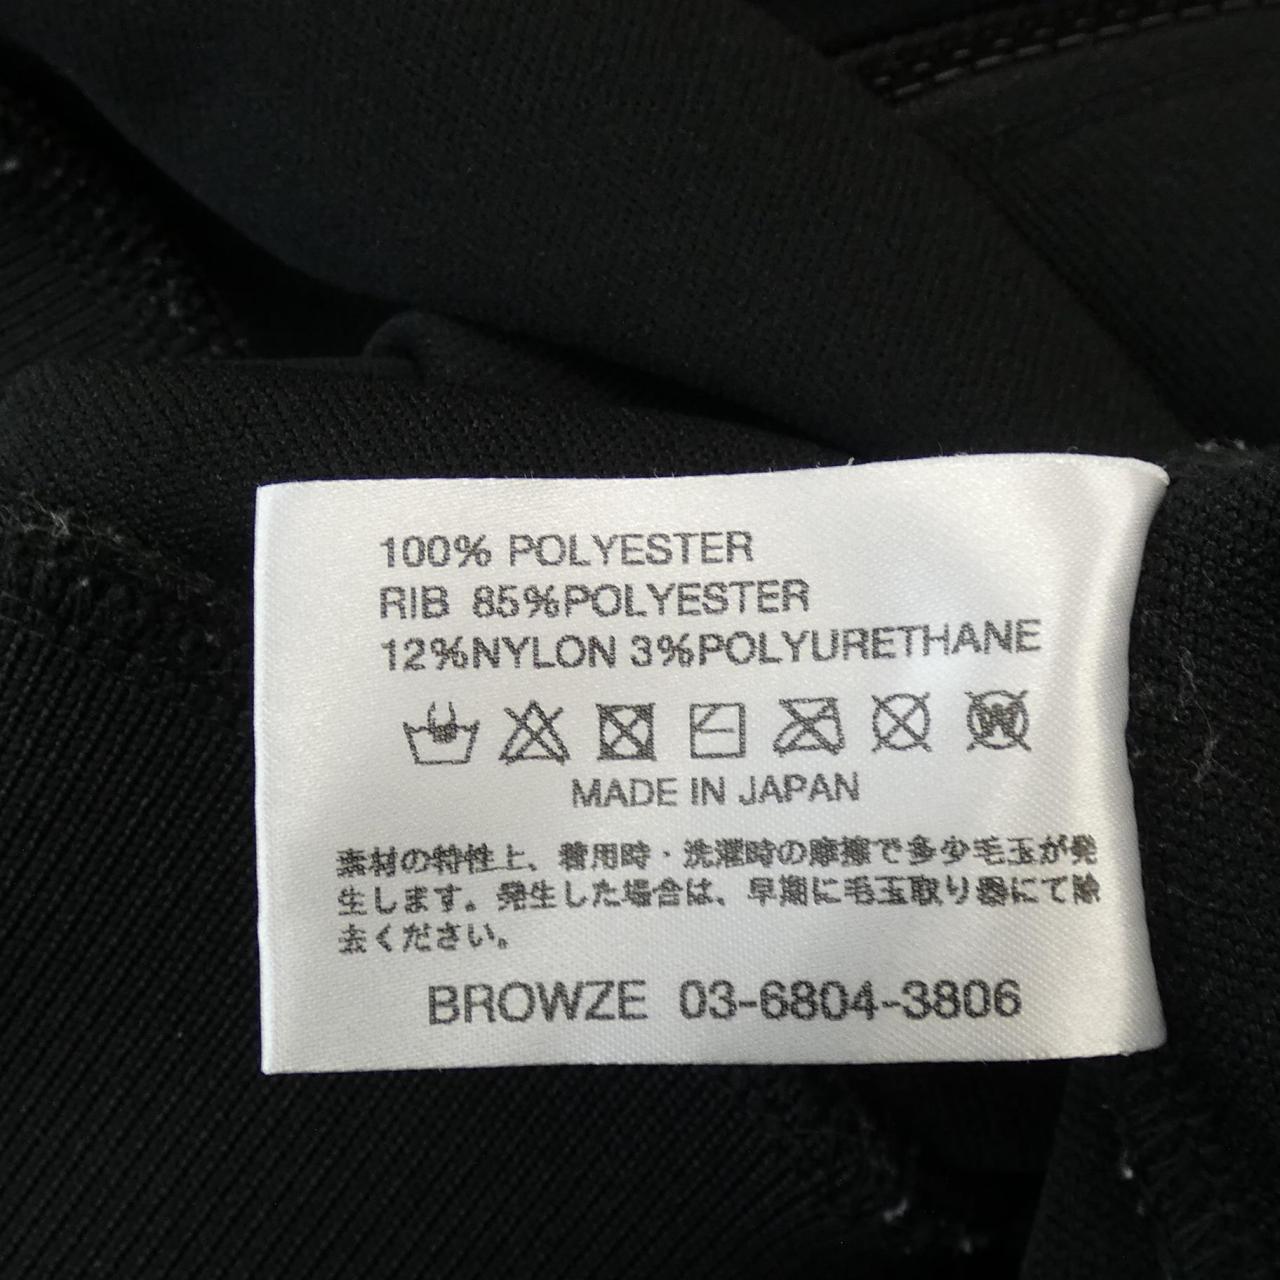 100% POLYESTER
RIB 85%POLYESTER
12%NYLON 3%POLYURETHANE
W
MADE IN JAPAN
素材の特性上、着用時・洗濯時の摩擦で多少毛玉が発
生します。発生した場合は、早期に毛玉取り器にて除
去ください。
BROWZE 03-6804-3806